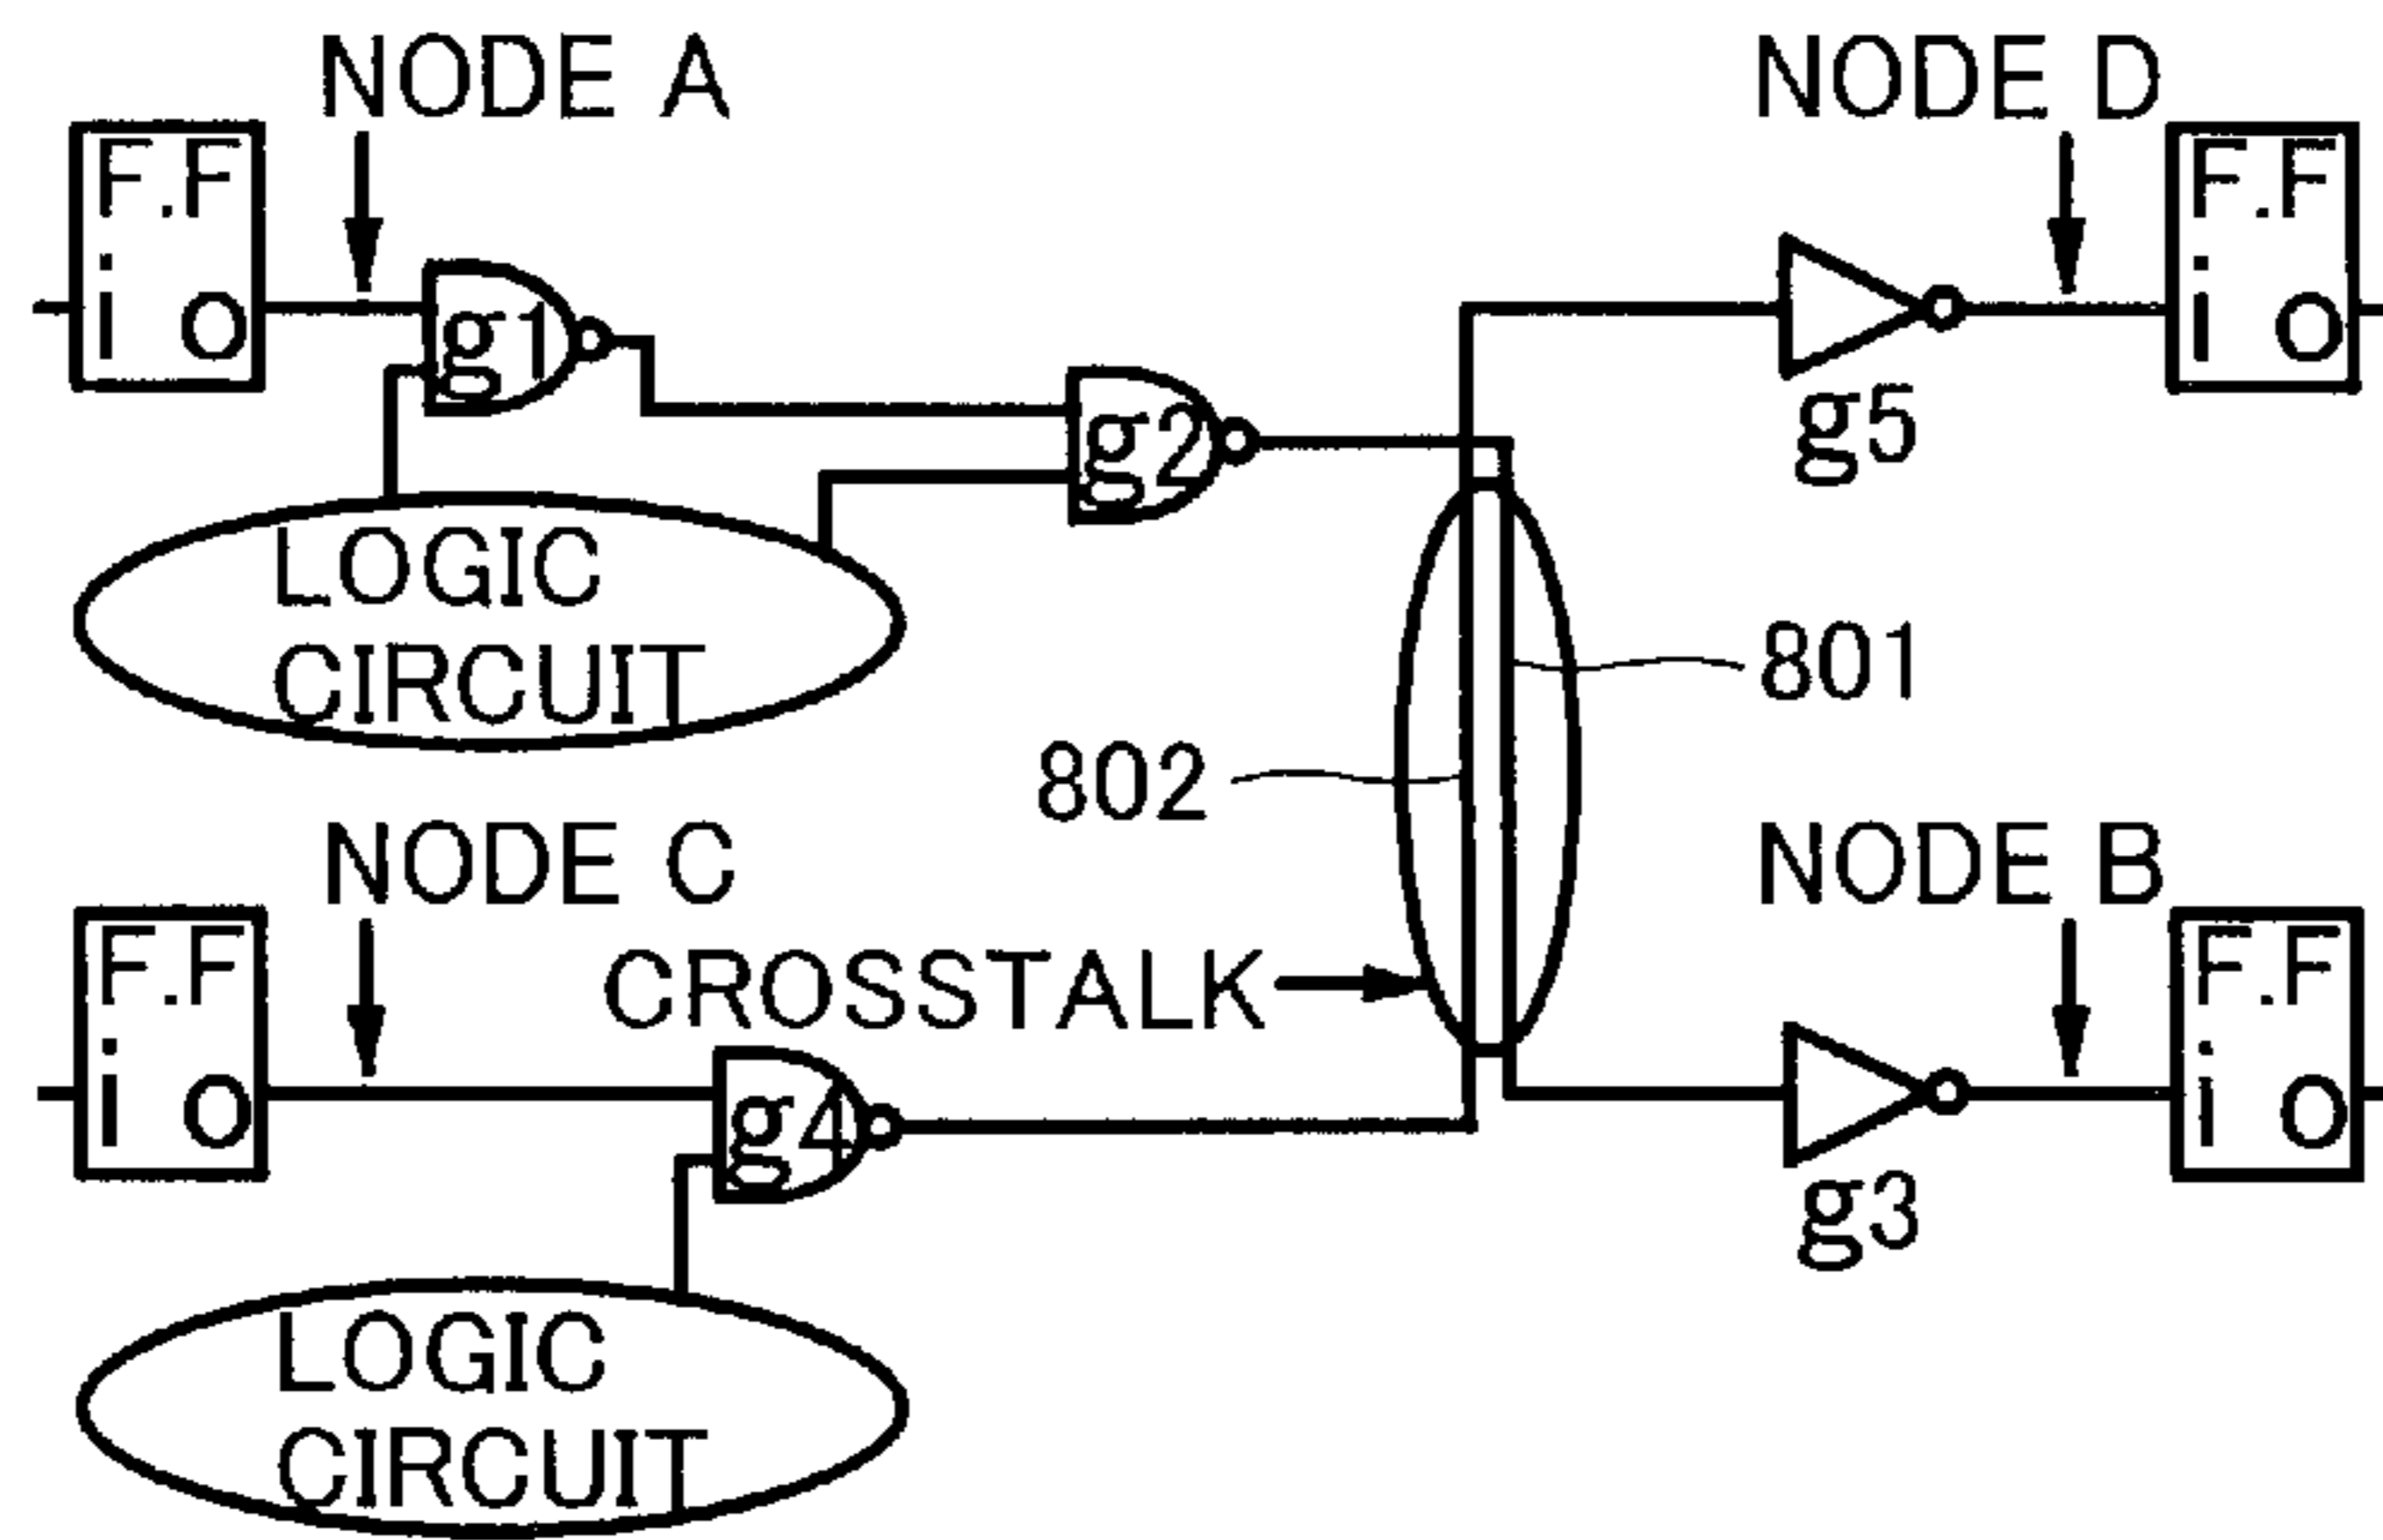 NODE A
NODE D
F.F
i o
g1
g2
F.F
i o
g5
LOGIC
CIRCUIT
801
802
NODE C
NODE B
F.F
i o
CROSSTALK
g4
F.F
i o
g3
LOGIC
CIRCUIT